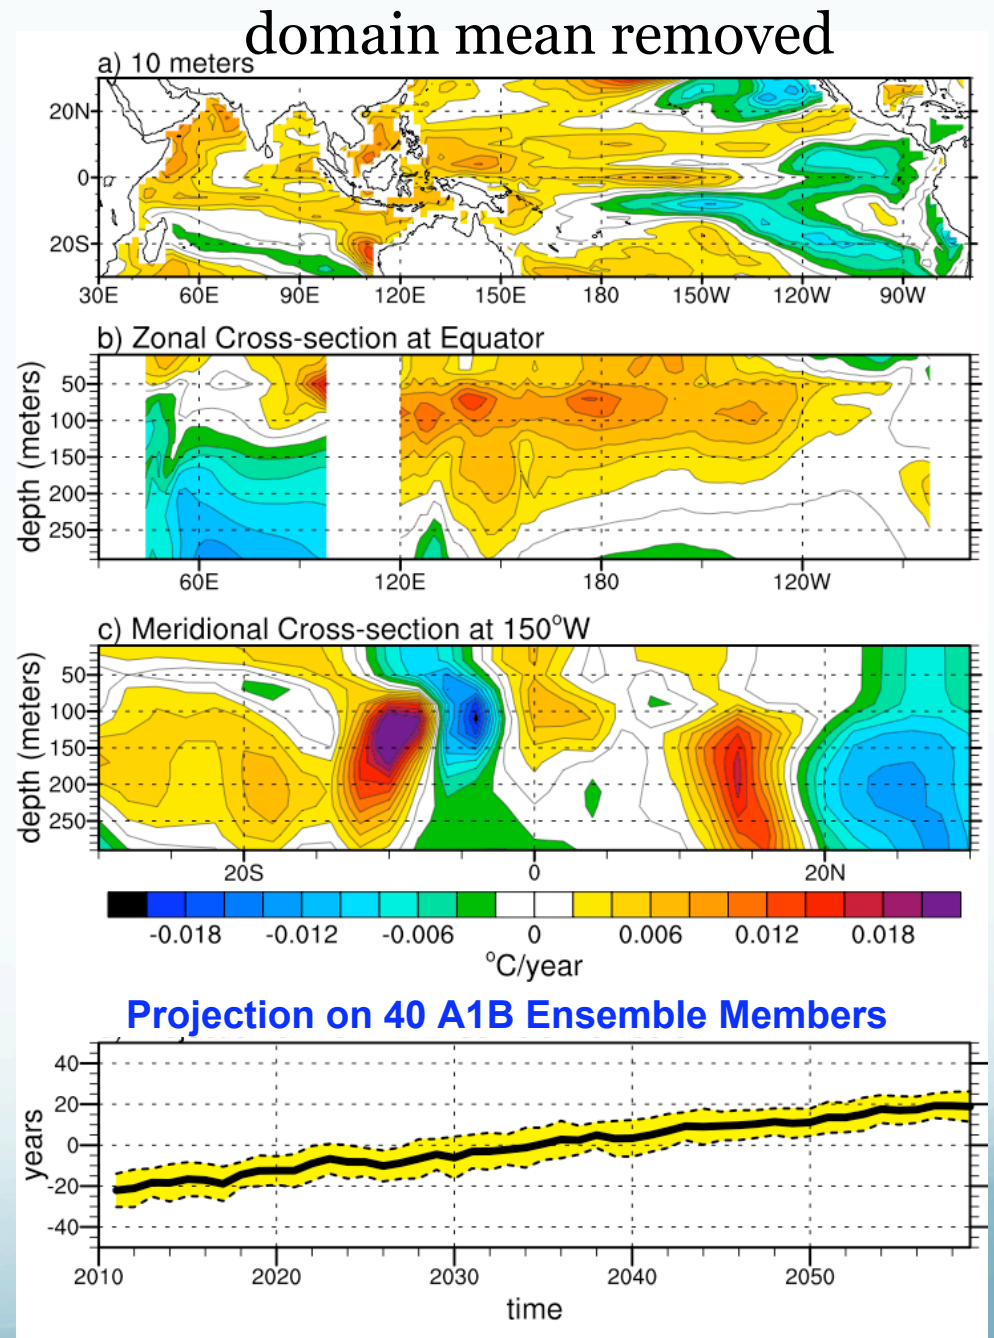 domain mean removed
a) 10 meters
20N
0
20S
30E 60E 90E 120E 150E 180 150W 120W 90W
b) Zonal Cross-section at Equator
depth (meters)
50
100
150
200
250
60E 120E 180 120W
c) Meridional Cross-section at 150°W
depth (meters)
50
100
150
200
250
20S 0 20N
-0.018 -0.012 -0.006 0 0.006 0.012 0.018
°C/year
Projection on 40 A1B Ensemble Members
years
40
20
0
-20
-40
2010 2020 2030 2040 2050
time